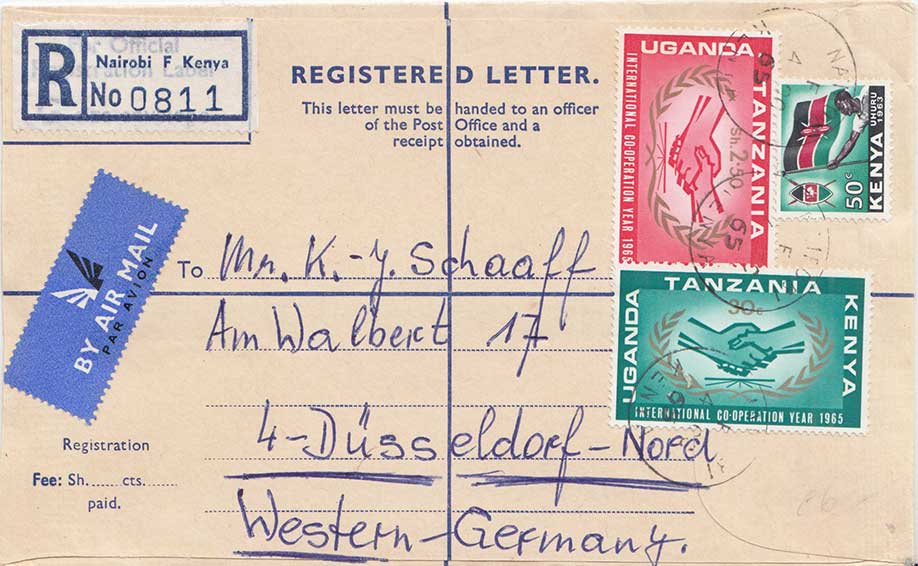 For Official
Registration Label
R
Nairobi F Kenya
No 0811
REGISTERED LETTER.
This letter must be handed to an officer
of the Post Office and a
receipt obtained.
UGANDA
TANZANIA
INTERNATIONAL CO-OPERATION YEAR 1965
Sh. 2·50
UHURU
1963
KENYA
50c
BY AIR MAIL
PAR AVION
To Mr. K.-J. Schaaff
Am Walbert 17
4-Düsseldorf-Nord
Western-Germany.
UGANDA
TANZANIA
KENYA
30c
INTERNATIONAL CO-OPERATION YEAR 1965
Registration
Fee: Sh. ...... cts. ......
paid.